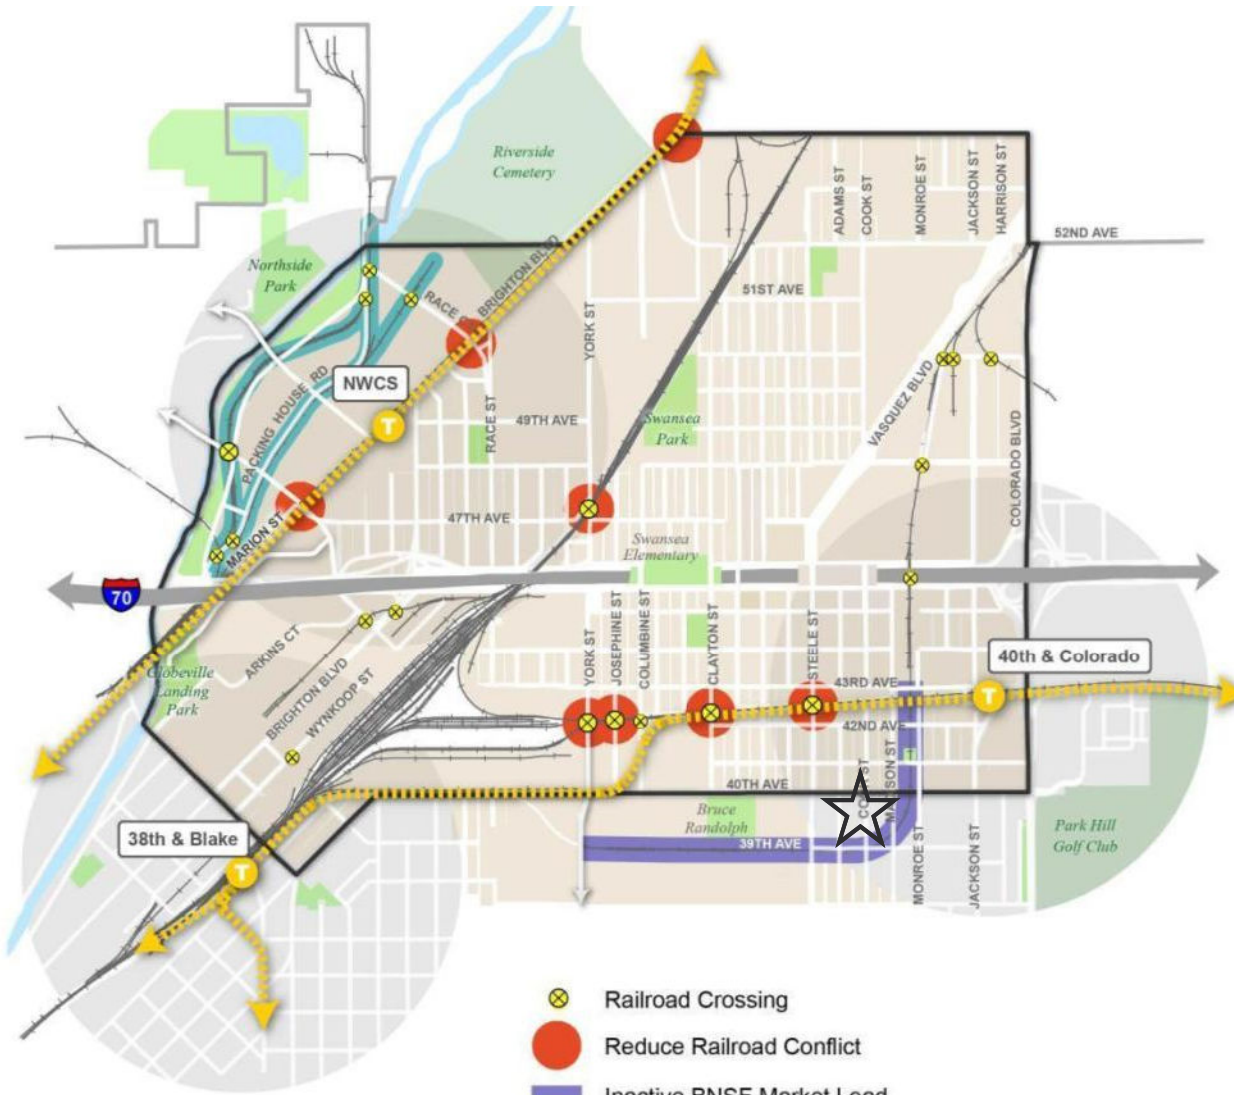 Riverside
Cemetery
ADAMS ST
COOK ST
MONROE ST
JACKSON ST
HARRISON ST
52ND AVE
Northside
Park
BRIGHTON BLVD
RACE
51ST AVE
YORK ST
NWCS
PACKING HOUSE RD
T
RACE ST
49TH AVE
Swansea
Park
VASQUEZ BLVD
COLORADO BLVD
47TH AVE
MARION ST
Swansea
Elementary
70
ARKINS CT
BRIGHTON BLVD
WYNKOOP ST
Globeville
Landing
Park
YORK ST
JOSEPHINE ST
COLUMBINE ST
CLAYTON ST
STEELE ST
40th & Colorado
T
43RD AVE
42ND AVE
40TH AVE
Bruce
Randolph
39TH AVE
MONROE ST
JACKSON ST
Park Hill
Golf Club
38th & Blake
T
Railroad Crossing
Reduce Railroad Conflict
Inactive BNSF Market Lead